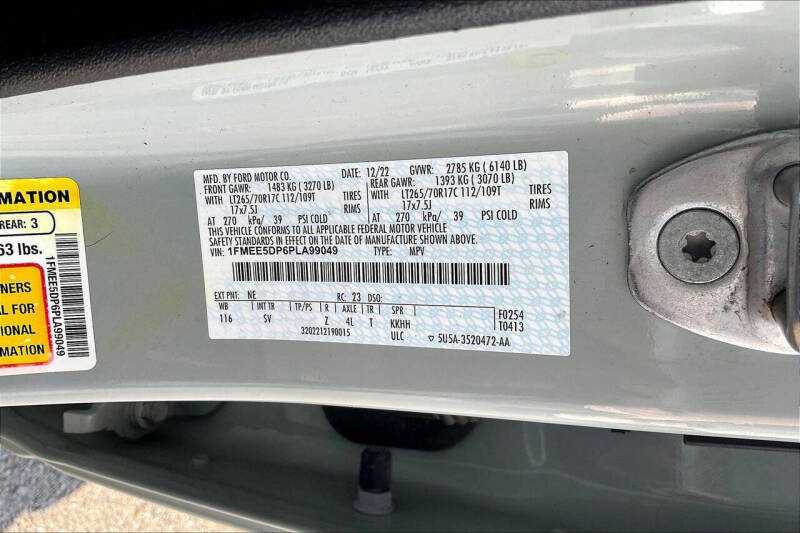 MFD. BY FORD MOTOR CO. 12/22 GVWR: 2785 KG ( 6140 LB)
FRONT GAWR: 1483 KG ( 3270 LB) REAR GAWR: 1393 KG ( 3070 LB)
WITH LT265/70R17C 112/109T TIRES WITH LT265/70R17C 112/109T TIRES
17x7.5J RIMS 17x7.5J RIMS
AT 270 kPa/ 39 PSI COLD AT 270 kPa/ 39 PSI COLD
THIS VEHICLE CONFORMS TO ALL APPLICABLE FEDERAL MOTOR VEHICLE
SAFETY STANDARDS IN EFFECT ON THE DATE OF MANUFACTURE SHOWN ABOVE.
VIN: 1FMEE5DP6PLA99049 TYPE: MPV
EXT PNT: NE RC: 23 DSO:
WB INT TR TP/PS R AXLE TR SPR F0254
116 SV Z 4L T KKHH T0413
3202212190015 ULC 5U5A-3520472-AA
MATION
REAR: 3
63 lbs.
NERS
AL FOR
TIONAL
MATION
1FMEE5DP6PLA99049